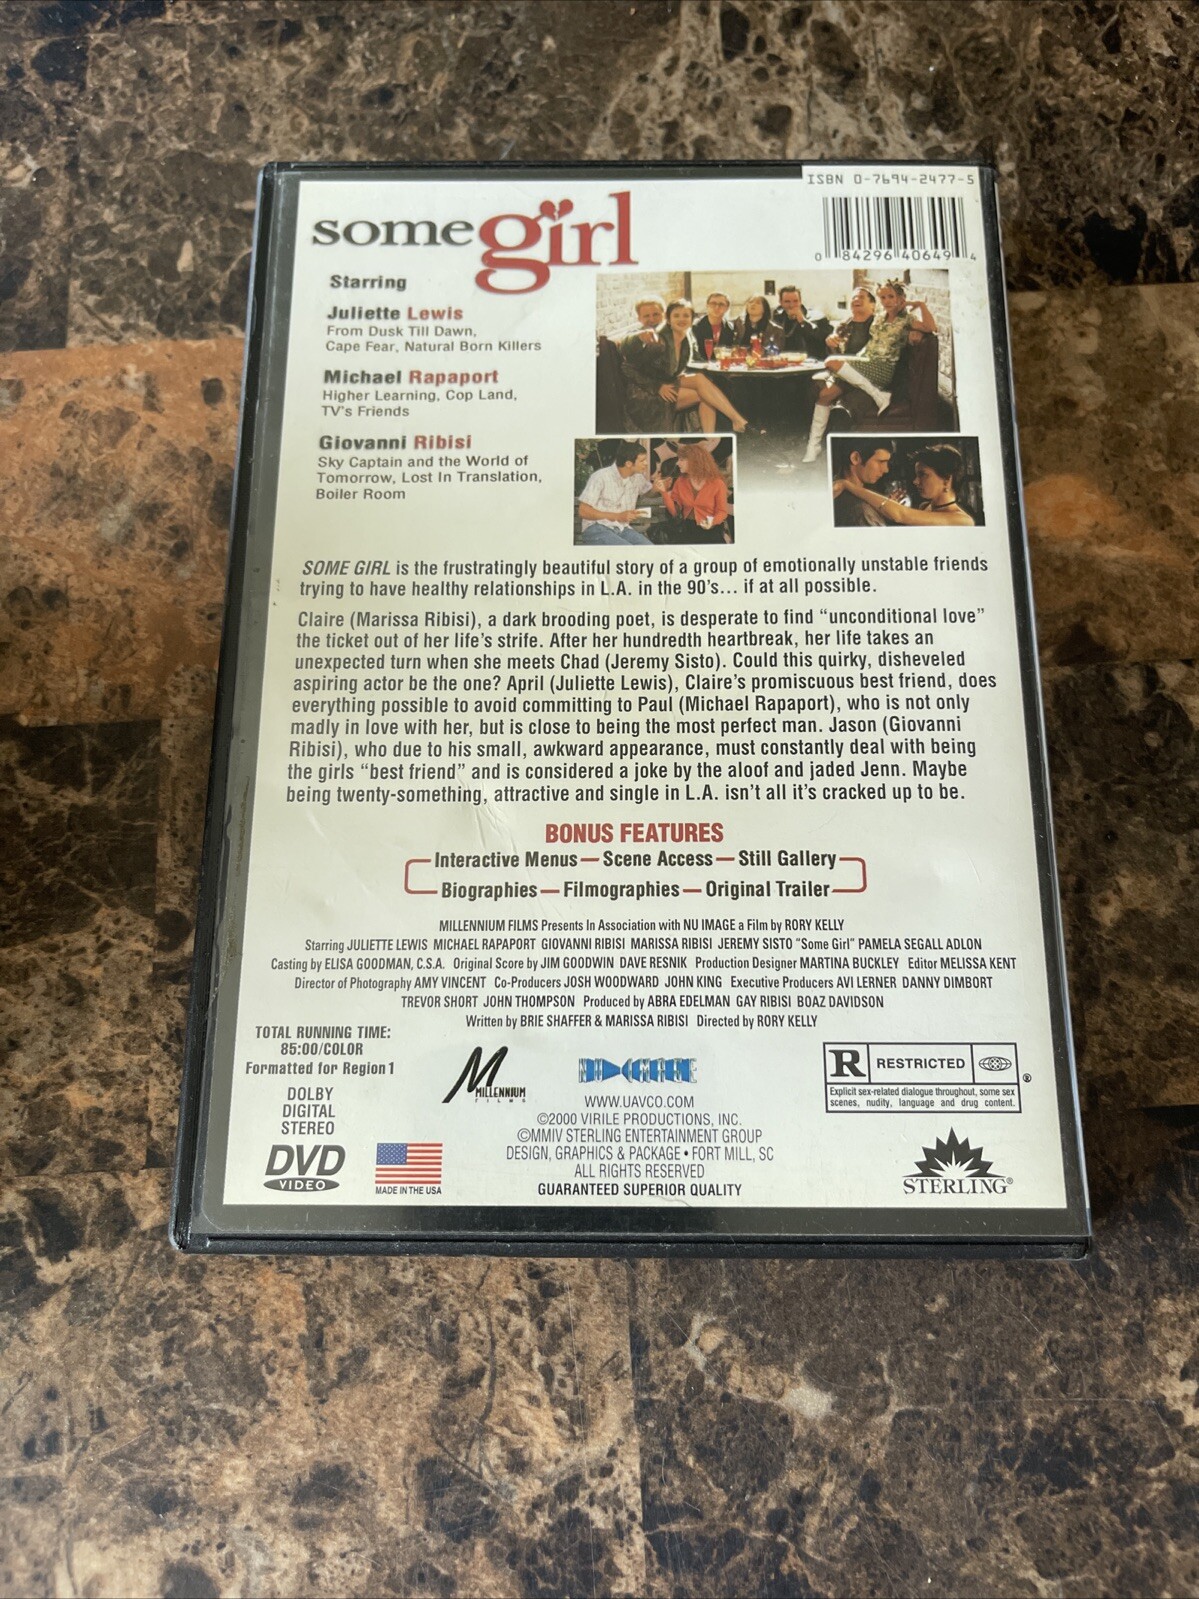 ISBN 0-7694-2477-5
some girl
0 84296 40649 4
Starring
Juliette Lewis
From Dusk Till Dawn,
Cape Fear, Natural Born Killers
Michael Rapaport
Higher Learning, Cop Land,
TV's Friends
Giovanni Ribisi
Sky Captain and the World of
Tomorrow, Lost In Translation,
Boiler Room
SOME GIRL is the frustratingly beautiful story of a group of emotionally unstable friends
trying to have healthy relationships in L.A. in the 90's... if at all possible.
Claire (Marissa Ribisi), a dark brooding poet, is desperate to find “unconditional love”
the ticket out of her life's strife. After her hundredth heartbreak, her life takes an
unexpected turn when she meets Chad (Jeremy Sisto). Could this quirky, disheveled
aspiring actor be the one? April (Juliette Lewis), Claire's promiscuous best friend, does
everything possible to avoid committing to Paul (Michael Rapaport), who is not only
madly in love with her, but is close to being the most perfect man. Jason (Giovanni
Ribisi), who due to his small, awkward appearance, must constantly deal with being
the girls “best friend” and is considered a joke by the aloof and jaded Jenn. Maybe
being twenty-something, attractive and single in L.A. isn't all it's cracked up to be.
BONUS FEATURES
Interactive Menus — Scene Access — Still Gallery
Biographies — Filmographies — Original Trailer
MILLENNIUM FILMS Presents In Association with NU IMAGE a Film by RORY KELLY
Starring JULIETTE LEWIS MICHAEL RAPAPORT GIOVANNI RIBISI MARISSA RIBISI JEREMY SISTO "Some Girl" PAMELA SEGALL ADLON
Casting by ELISA GOODMAN, C.S.A. Original Score by JIM GOODWIN DAVE RESNIK Production Designer MARTINA BUCKLEY Editor MELISSA KENT
Director of Photography AMY VINCENT Co-Producers JOSH WOODWARD JOHN KING Executive Producers AVI LERNER DANNY DIMBORT
TREVOR SHORT JOHN THOMPSON Produced by ABRA EDELMAN GAY RIBISI BOAZ DAVIDSON
Written by BRIE SHAFFER & MARISSA RIBISI Directed by RORY KELLY
TOTAL RUNNING TIME:
85:00/COLOR
Formatted for Region 1
DOLBY
DIGITAL
STEREO
DVD
VIDEO
MADE IN THE USA
M
MILLENNIUM
FILMS
NU IMAGE
WWW.UAVCO.COM
©2000 VIRILE PRODUCTIONS, INC.
©MMIV STERLING ENTERTAINMENT GROUP
DESIGN, GRAPHICS & PACKAGE • FORT MILL, SC
ALL RIGHTS RESERVED
GUARANTEED SUPERIOR QUALITY
R RESTRICTED ®
Explicit sex-related dialogue throughout, some sex
scenes, nudity, language and drug content.
STERLING®